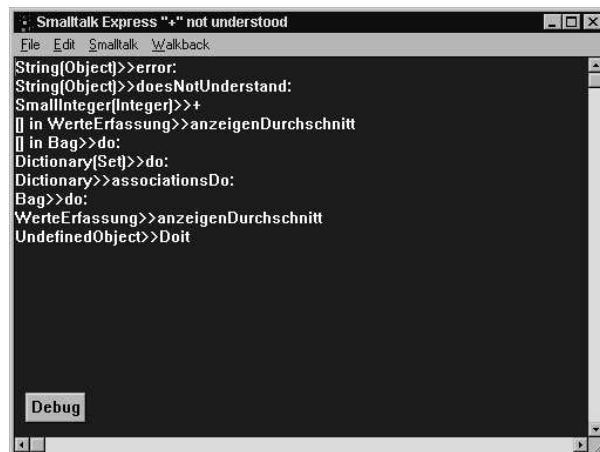 Smalltalk Express "+" not understood
File Edit Smalltalk Walkback
String(Object)>>error:
String(Object)>>doesNotUnderstand:
SmallInteger(Integer)>>+
[] in WerteErfassung>>anzeigenDurchschnitt
[] in Bag>>do:
Dictionary(Set)>>do:
Dictionary>>associationsDo:
Bag>>do:
WerteErfassung>>anzeigenDurchschnitt
UndefinedObject>>Doit
Debug